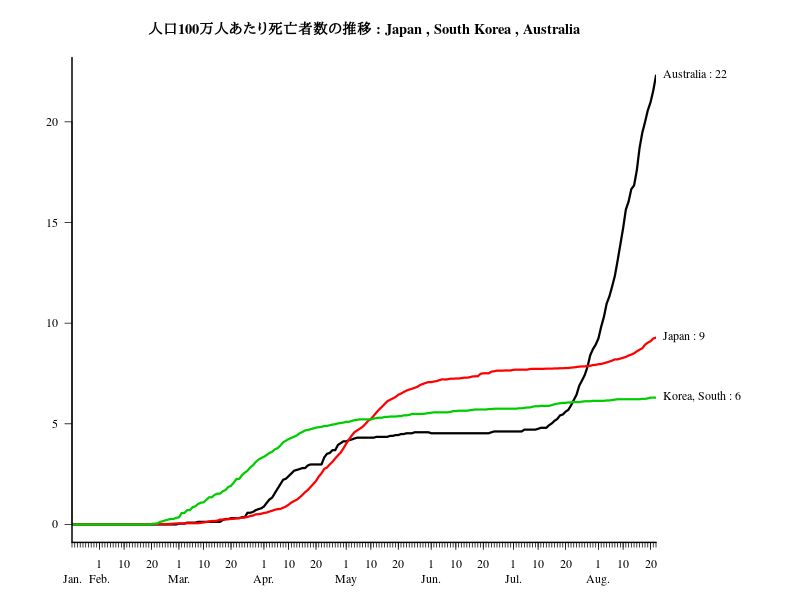 人口100万人あたり死亡者数の推移 : Japan , South Korea , Australia
Australia : 22
20
15
10
Japan : 9
Korea, South : 6
5
0
1 10 20 1 10 20 1 10 20 1 10 20 1 10 20 1 10 20 1 10 20
Jan. Feb. Mar. Apr. May Jun. Jul. Aug.